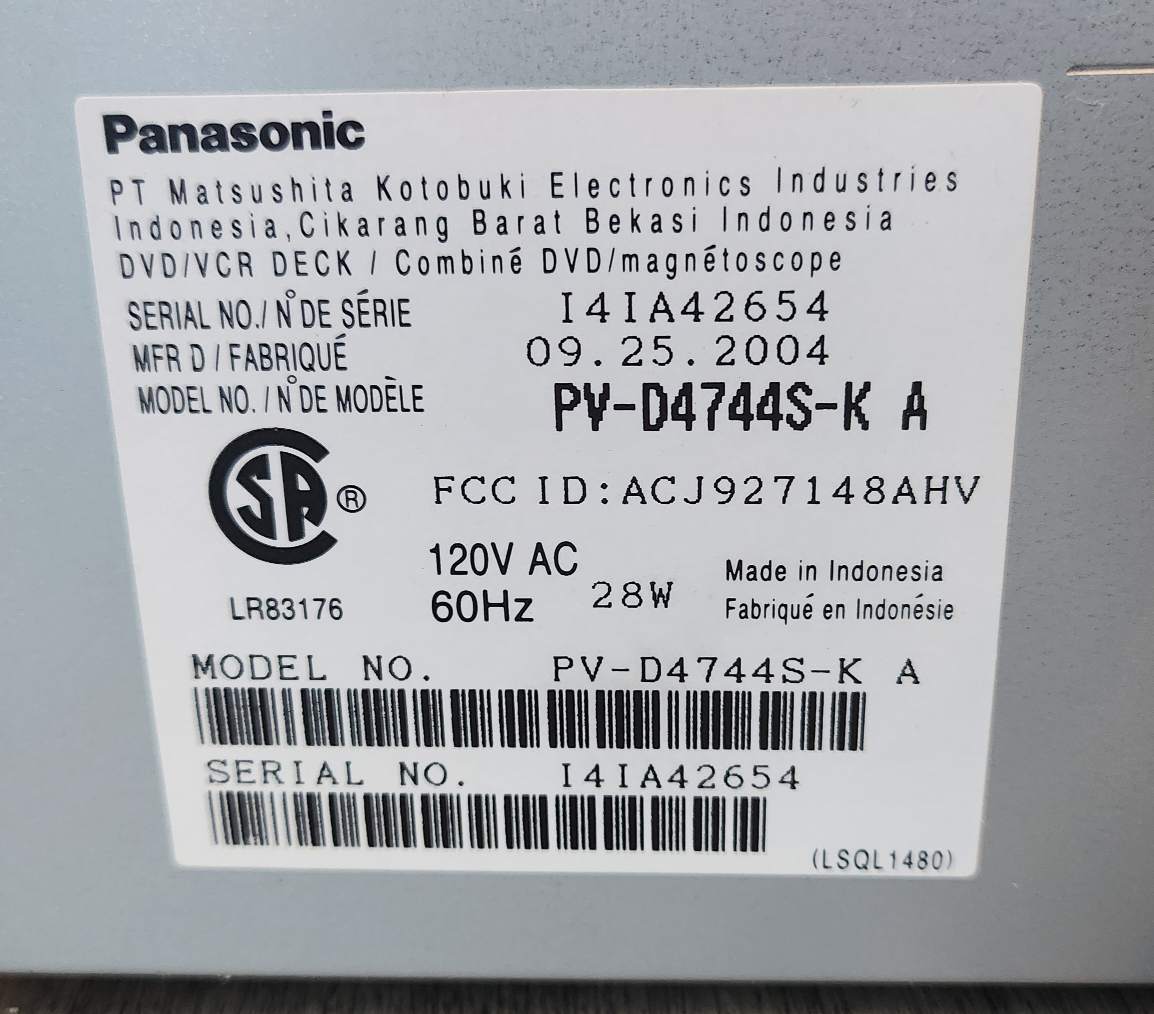 Panasonic
PT Matsushita Kotobuki Electronics Industries
Indonesia,Cikarang Barat Bekasi Indonesia
DVD/VCR DECK / Combiné DVD/magnétoscope
SERIAL NO./ N° DE SÉRIE I4IA42654
MFR D / FABRIQUÉ 09.25.2004
MODEL NO. / N° DE MODÈLE PV-D4744S-K A
CSA ®
FCC ID:ACJ927148AHV
LR83176
120V AC
60Hz 28W
Made in Indonesia
Fabriqué en Indonésie
MODEL NO. PV-D4744S-K A
SERIAL NO. I4IA42654
(LSQL1480)